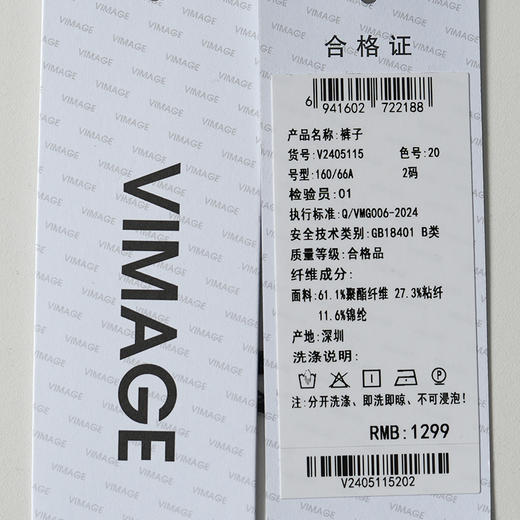 VIMAGE
合格证
6 941602 722188
产品名称:裤子
货号:V2405115 色号:20
号型:160/66A 2码
检验员:01
执行标准:Q/VMG006-2024
安全技术类别:GB18401 B类
质量等级:合格品
纤维成分:
面料:61.1%聚酯纤维 27.3%粘纤
11.6%锦纶
产地:深圳
洗涤说明:
注:分开洗涤、即洗即晾、不可浸泡!
RMB:1299
V2405115202